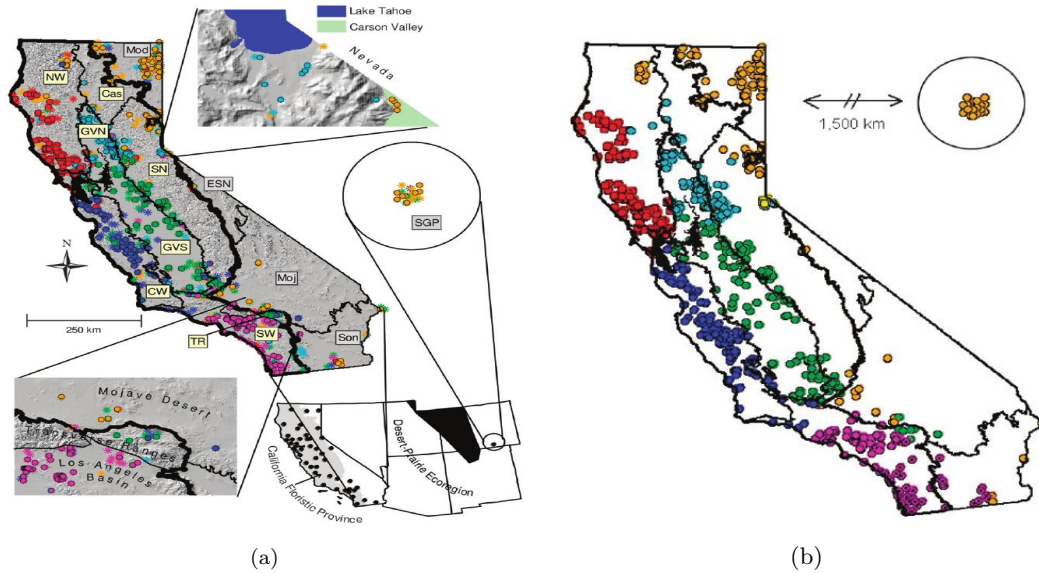 Lake Tahoe
Carson Valley
Nevada
Mod
NW
Cas
GVN
SN
ESN
SGP
N
GVS
Moj
CW
250 km
TR
SW
Son
Mojave Desert
Transverse Ranges
Los Angeles
Basin
California Floristic Province
Desert-Prairie Ecoregion
(a)
1,500 km
(b)